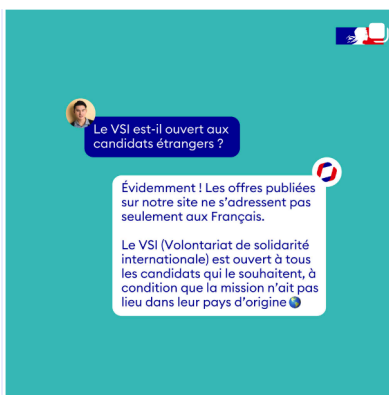 Le VSI est-il ouvert aux
candidats étrangers ?
Évidemment ! Les offres publiées
sur notre site ne s'adressent pas
seulement aux Français.
Le VSI (Volontariat de solidarité
internationale) est ouvert à tous
les candidats qui le souhaitent, à
condition que la mission n'ait pas
lieu dans leur pays d'origine 🌎